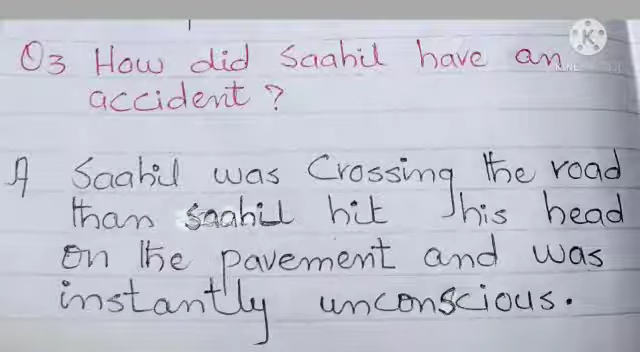 Q3 How did Saahil have an
accident?
A Saahil was Crossing the road
than saahil hit his head
on the pavement and was
instantly unconscious.